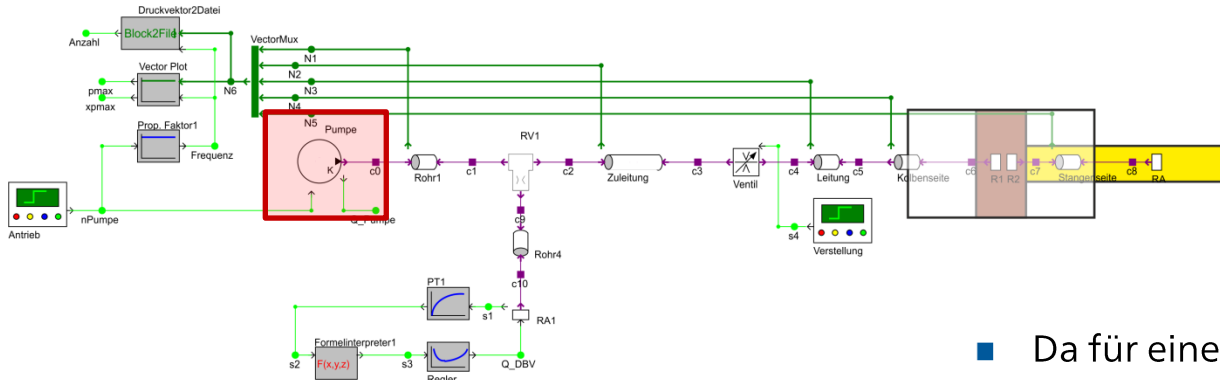 Druckvektor2Datei
Anzahl
Block2File
VectorMux
N1
N2
Vector Plot
N6
N3
pmax
xpmax
N4
N5
Prop. Faktor1
Pumpe
RV1
Frequenz
K
c0
Rohr1
c1
c2
Zuleitung
c3
Ventil
c4
Leitung
c5
Kolbenseite
c6
R1
R2
c7
Stangenseite
c8
RA
nPumpe
Q_Pumpe
Antrieb
c9
s4
Verstellung
Rohr4
c10
PT1
s1
RA1
Formelinterpreter1
s2
F(x,y,z)
s3
Q_DBV
Regler
■ Da für eine